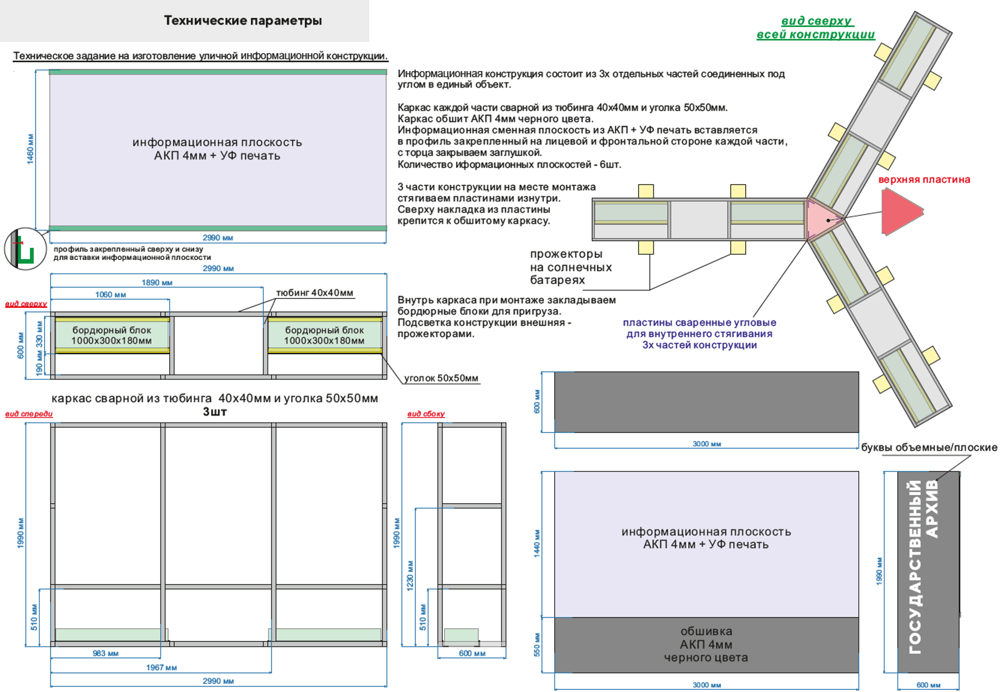 Технические параметры
Техническое задание на изготовление уличной информационной конструкции.
1460 мм
информационная плоскость
АКП 4мм + УФ печать
2990 мм
профиль закрепленный сверху и снизу
для вставки информационной плоскости
Информационная конструкция состоит из 3х отдельных частей соединенных под
углом в единый объект.
Каркас каждой части сварной из тюбинга 40х40мм и уголка 50х50мм.
Каркас обшит АКП 4мм черного цвета.
Информационная сменная плоскость из АКП + УФ печать вставляется
в профиль закрепленный на лицевой и фронтальной стороне каждой части,
с торца закрываем заглушкой.
Количество иформационных плоскостей - 6шт.
3 части конструкции на месте монтажа
стягиваем пластинами изнутри.
Сверху накладка из пластины
крепится к обшитому каркасу.
Внутрь каркаса при монтаже закладываем
бордюрные блоки для пригруза.
Подсветка конструкции внешняя -
прожекторами.
вид сверху
всей конструкции
верхняя пластина
прожекторы
на солнечных
батареях
пластины сваренные угловые
для внутреннего стягивания
3х частей конструкции
вид сверху
2990 мм
1890 мм
1060 мм
тюбинг 40х40мм
600 мм
330 мм
190 мм
бордюрный блок
1000х300х180мм
бордюрный блок
1000х300х180мм
уголок 50х50мм
каркас сварной из тюбинга 40х40мм и уголка 50х50мм
3шт
вид спереди
1990 мм
510 мм
983 мм
1967 мм
2990 мм
вид сбоку
1990 мм
1230 мм
510 мм
600 мм
600 мм
3000 мм
1440 мм
информационная плоскость
АКП 4мм + УФ печать
550 мм
обшивка
АКП 4мм
черного цвета
3000 мм
буквы объемные/плоские
1990 мм
ГОСУДАРСТВЕННЫЙ
АРХИВ
600 мм